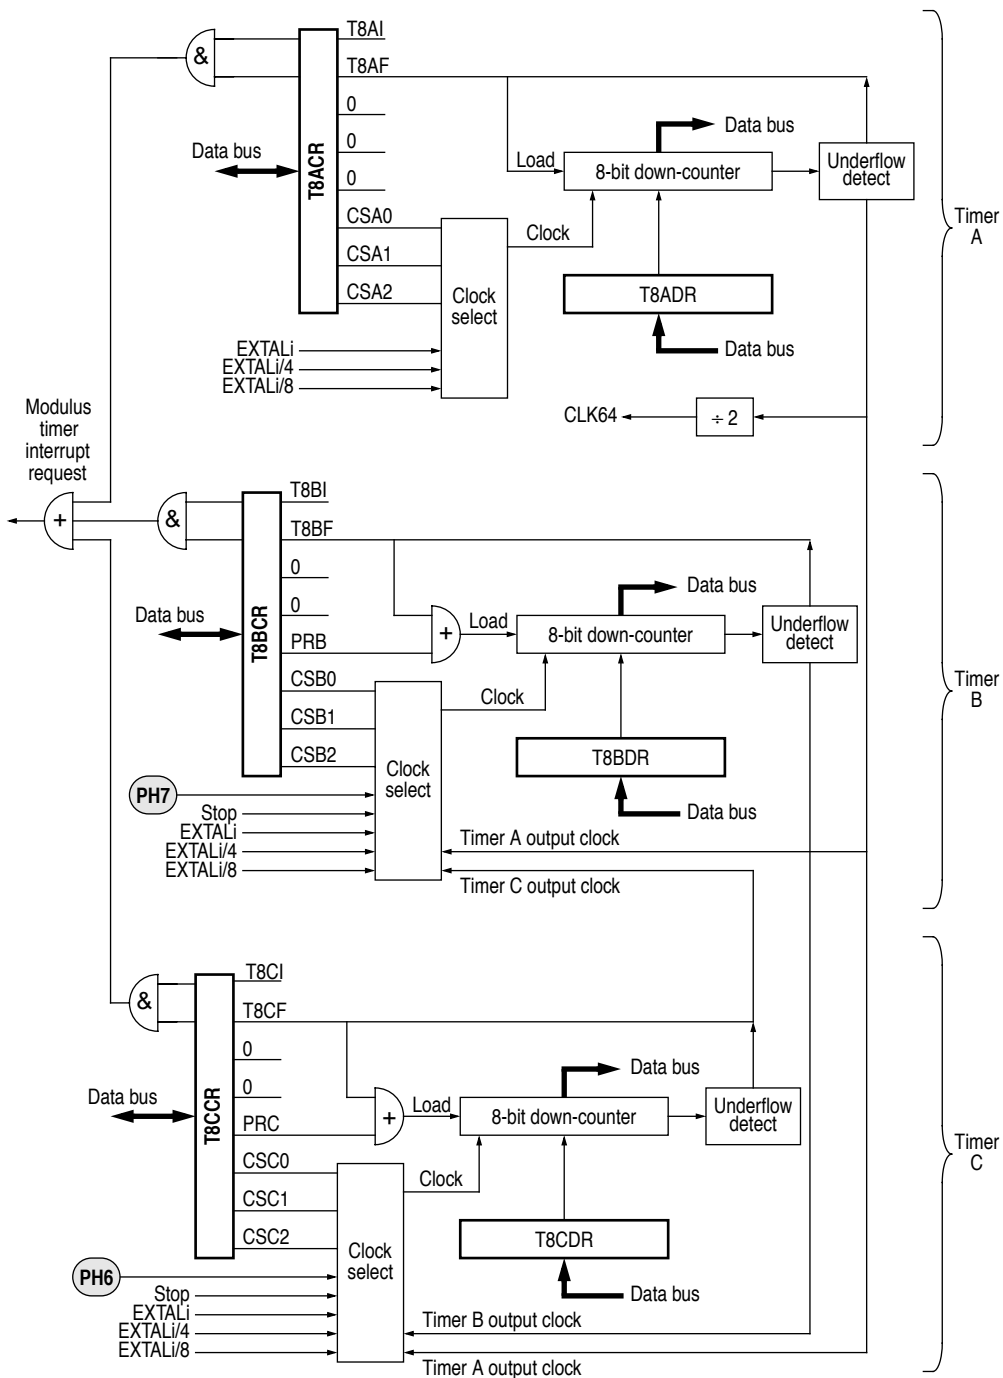 T8AI
&
T8AF
0
0
0
Data bus
T8ACR
Load
8-bit down-counter
Data bus
Underflow
detect
CSA0
CSA1
CSA2
Clock
select
Clock
T8ADR
Data bus
Timer
A
EXTALi
EXTALi/4
EXTALi/8
CLK64
÷ 2
Modulus
timer
interrupt
request
+
T8BI
&
T8BF
0
0
PRB
Data bus
T8BCR
+
Load
8-bit down-counter
Data bus
Underflow
detect
CSB0
CSB1
CSB2
Clock
select
Clock
T8BDR
Data bus
Timer
B
PH7
Stop
EXTALi
EXTALi/4
EXTALi/8
Timer A output clock
Timer C output clock
T8CI
&
T8CF
0
0
PRC
Data bus
T8CCR
+
Load
8-bit down-counter
Data bus
Underflow
detect
CSC0
CSC1
CSC2
Clock
select
Clock
T8CDR
Data bus
Timer
C
PH6
Stop
EXTALi
EXTALi/4
EXTALi/8
Timer B output clock
Timer A output clock